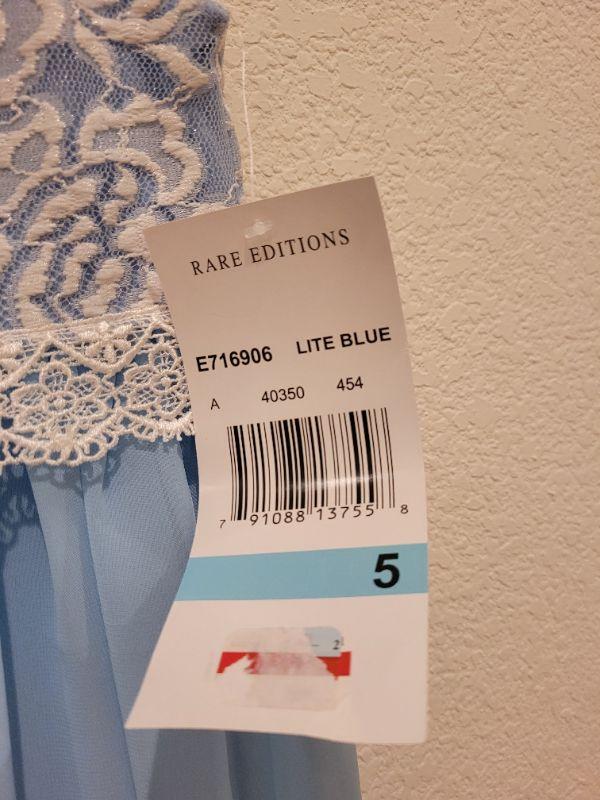 RARE EDITIONS
E716906 LITE BLUE
A 40350 454
7 91088 13755 8
5